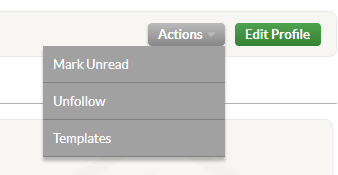 Actions Edit Profile
Mark Unread
Unfollow
Templates